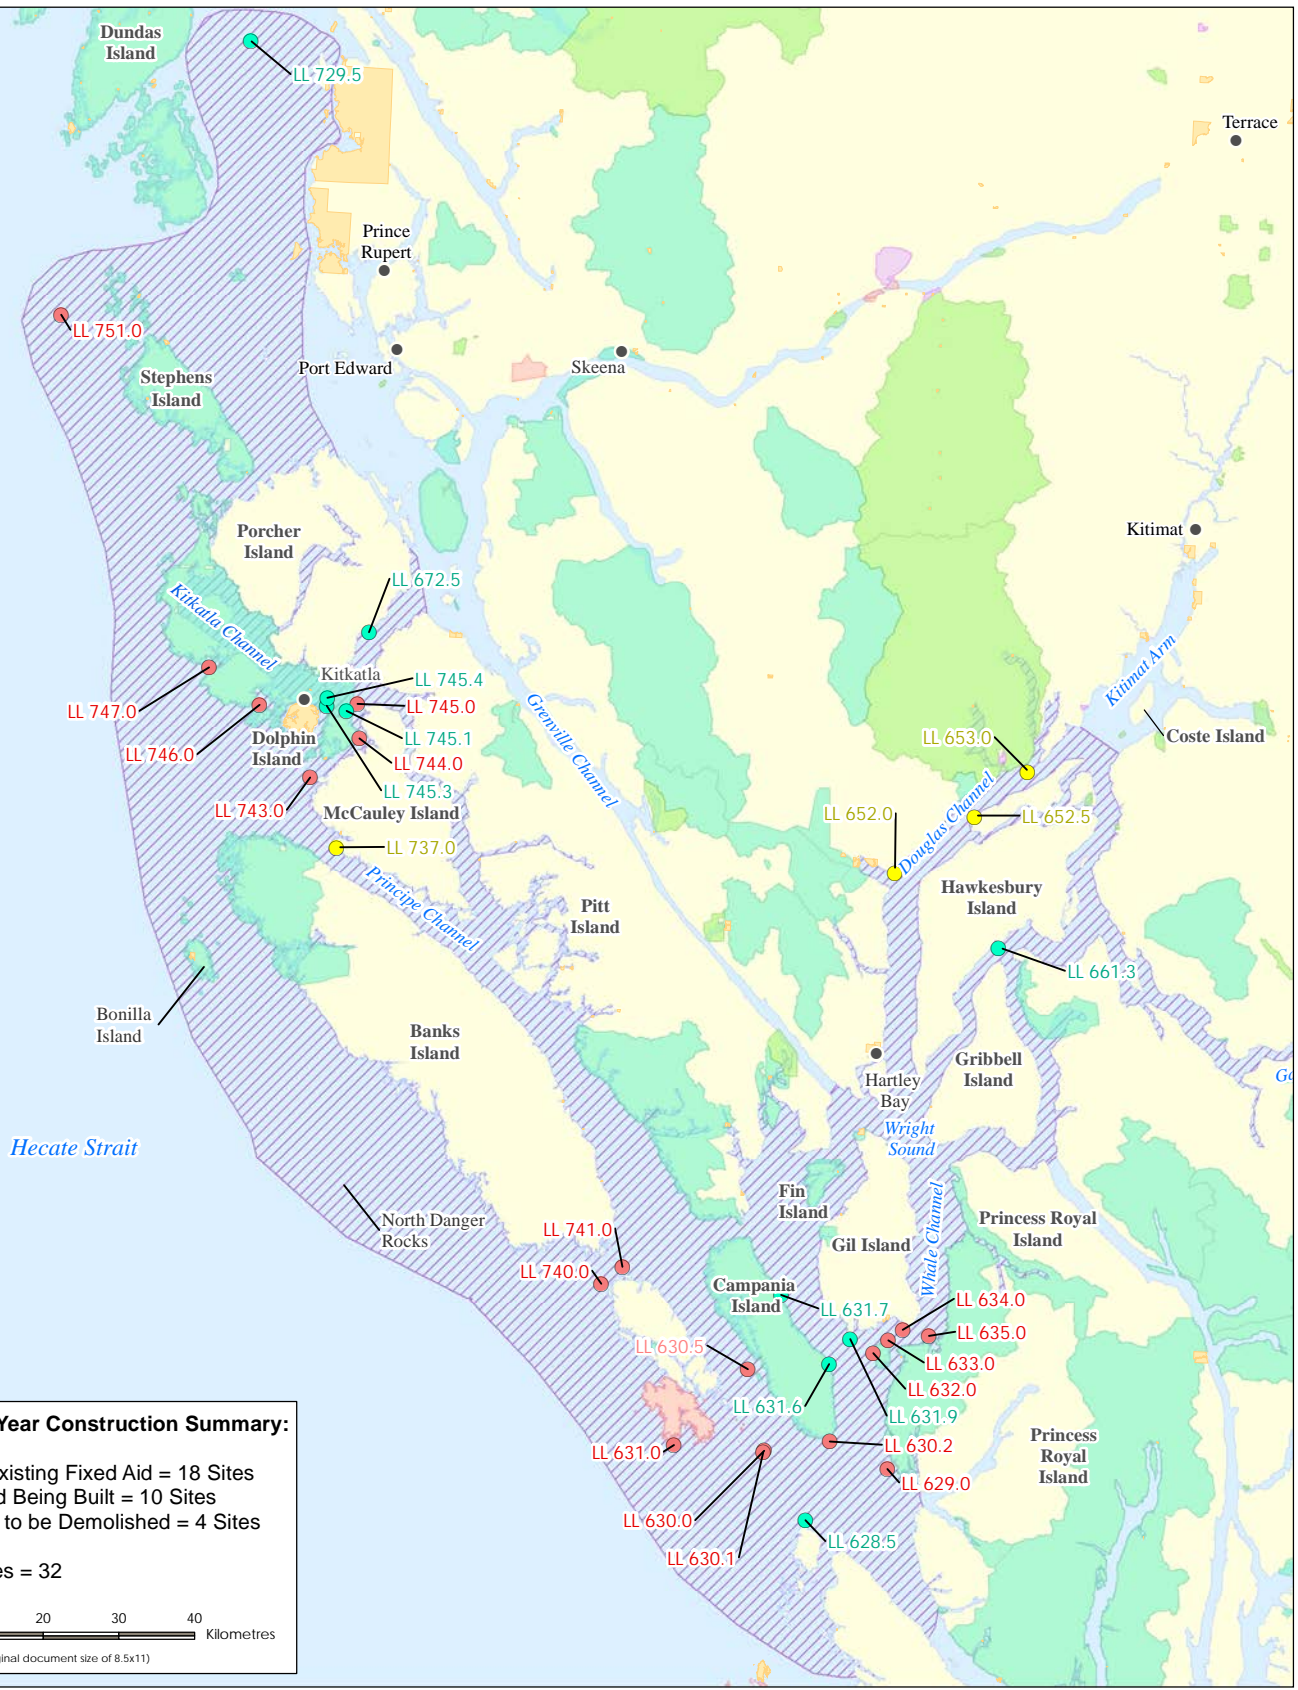 Dundas
Island
LL 729.5
Terrace
Prince
Rupert
LL 751.0
Port Edward
Skeena
Stephens
Island
Porcher
Island
Kitimat
LL 672.5
Kitkatla Channel
Kitkatla
LL 745.4
LL 747.0
LL 745.0
Grenville Channel
Kitimat Arm
Coste Island
LL 746.0
Dolphin
Island
LL 745.1
LL 744.0
LL 653.0
LL 745.3
LL 743.0
McCauley Island
LL 652.0
LL 652.5
Douglas Channel
LL 737.0
Principe Channel
Hawkesbury
Island
Pitt
Island
LL 661.3
Bonilla
Island
Banks
Island
Gribbell
Island
Hartley
Bay
Hecate Strait
Wright
Sound
Fin
Island
Whale Channel
North Danger
Rocks
Princess Royal
Island
LL 741.0
Gil Island
LL 740.0
Campania
Island
LL 631.7
LL 634.0
LL 635.0
LL 630.5
LL 633.0
LL 632.0
LL 631.6
LL 631.9
LL 631.0
LL 630.2
Princess
Royal
Island
LL 629.0
LL 630.0
LL 628.5
LL 630.1
Year Construction Summary:
xisting Fixed Aid = 18 Sites
d Being Built = 10 Sites
to be Demolished = 4 Sites
es = 32
20 30 40
Kilometres
ginal document size of 8.5x11)